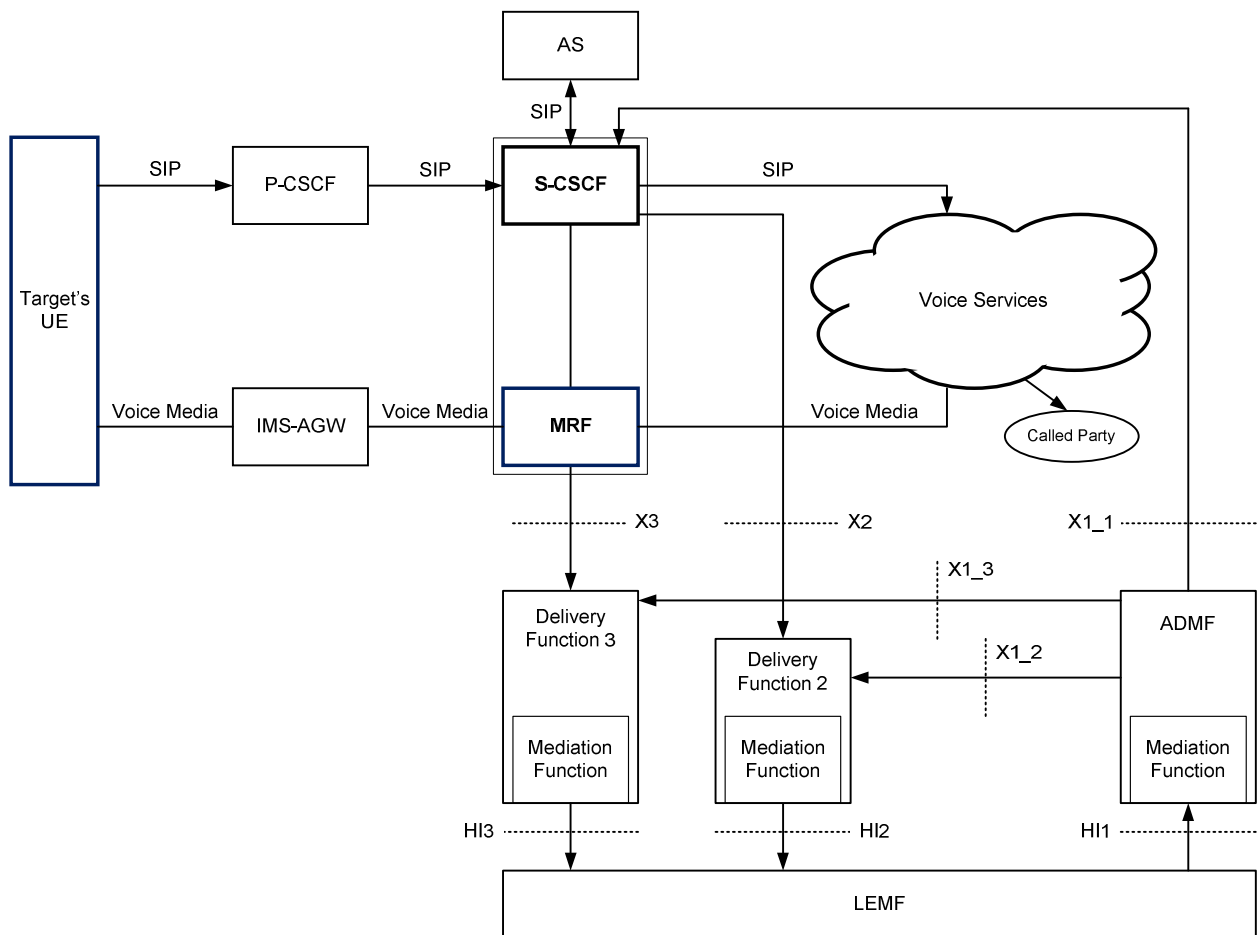 AS
SIP
SIP
P-CSCF
SIP
S-CSCF
SIP
Target's
UE
Voice Services
Voice Media
IMS-AGW
Voice Media
MRF
Voice Media
Called Party
X3
X2
X1_1
X1_3
Delivery
Function 3
ADMF
X1_2
Delivery
Function 2
Mediation
Function
Mediation
Function
Mediation
Function
HI3
HI2
HI1
LEMF